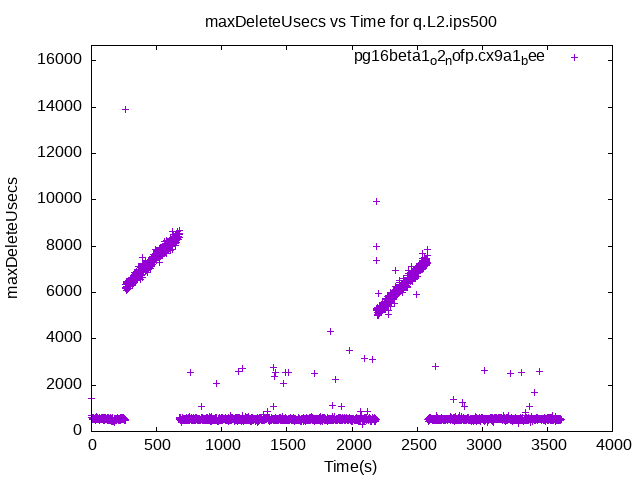 maxDeleteUsecs vs Time for q.L2.ips500
pg16beta1o2nofp.cx9a1bee
16000
14000
12000
10000
8000
6000
4000
2000
0
maxDeleteUsecs
0 500 1000 1500 2000 2500 3000 3500 4000
Time(s)